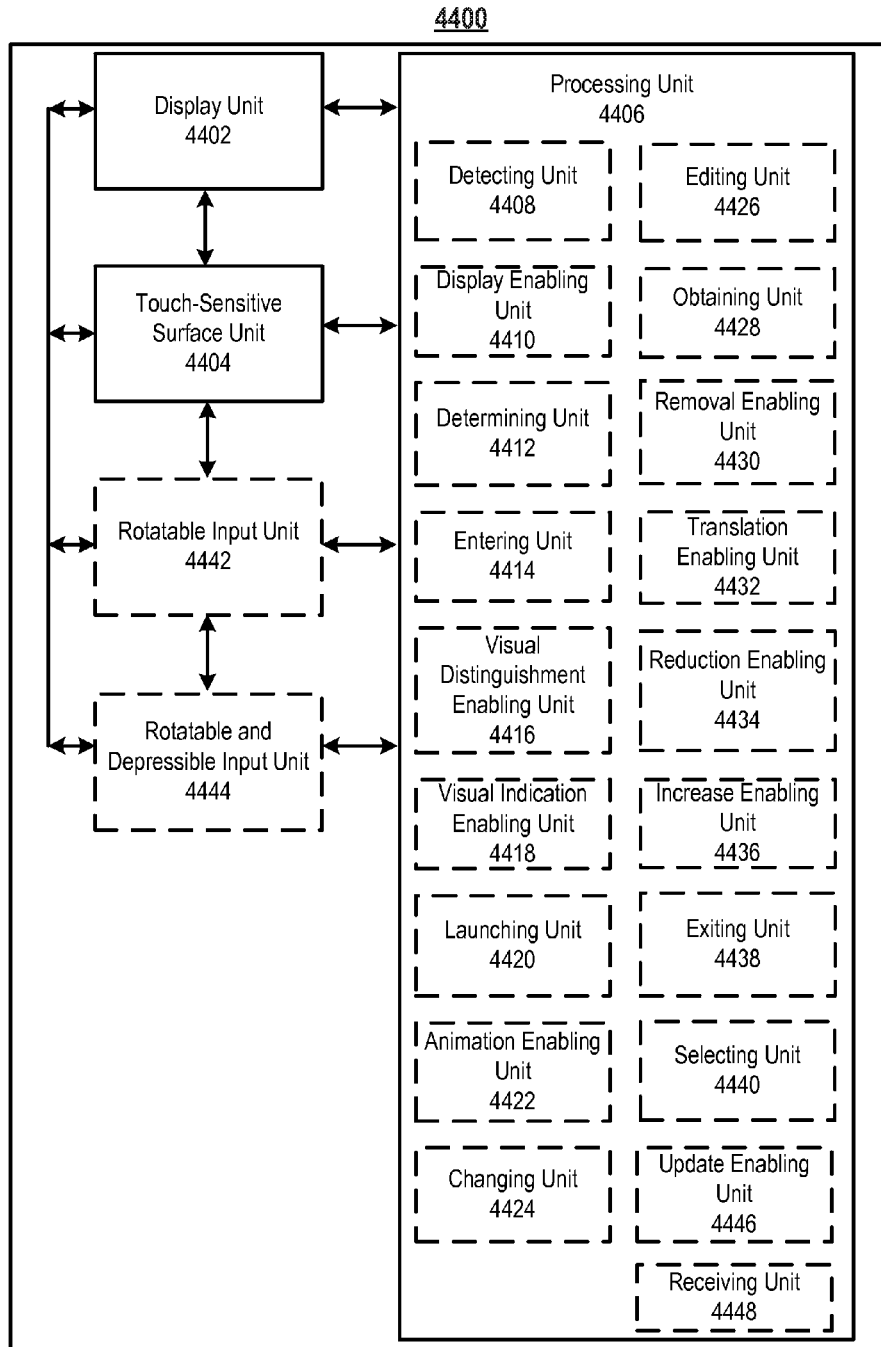 4400
Display Unit
4402
Touch-Sensitive
Surface Unit
4404
Rotatable Input Unit
4442
Rotatable and
Depressible Input Unit
4444
Processing Unit
4406
Detecting Unit
4408
Editing Unit
4426
Display Enabling
Unit
4410
Obtaining Unit
4428
Determining Unit
4412
Removal Enabling
Unit
4430
Entering Unit
4414
Translation
Enabling Unit
4432
Visual
Distinguishment
Enabling Unit
4416
Reduction Enabling
Unit
4434
Visual Indication
Enabling Unit
4418
Increase Enabling
Unit
4436
Launching Unit
4420
Exiting Unit
4438
Animation Enabling
Unit
4422
Selecting Unit
4440
Changing Unit
4424
Update Enabling
Unit
4446
Receiving Unit
4448